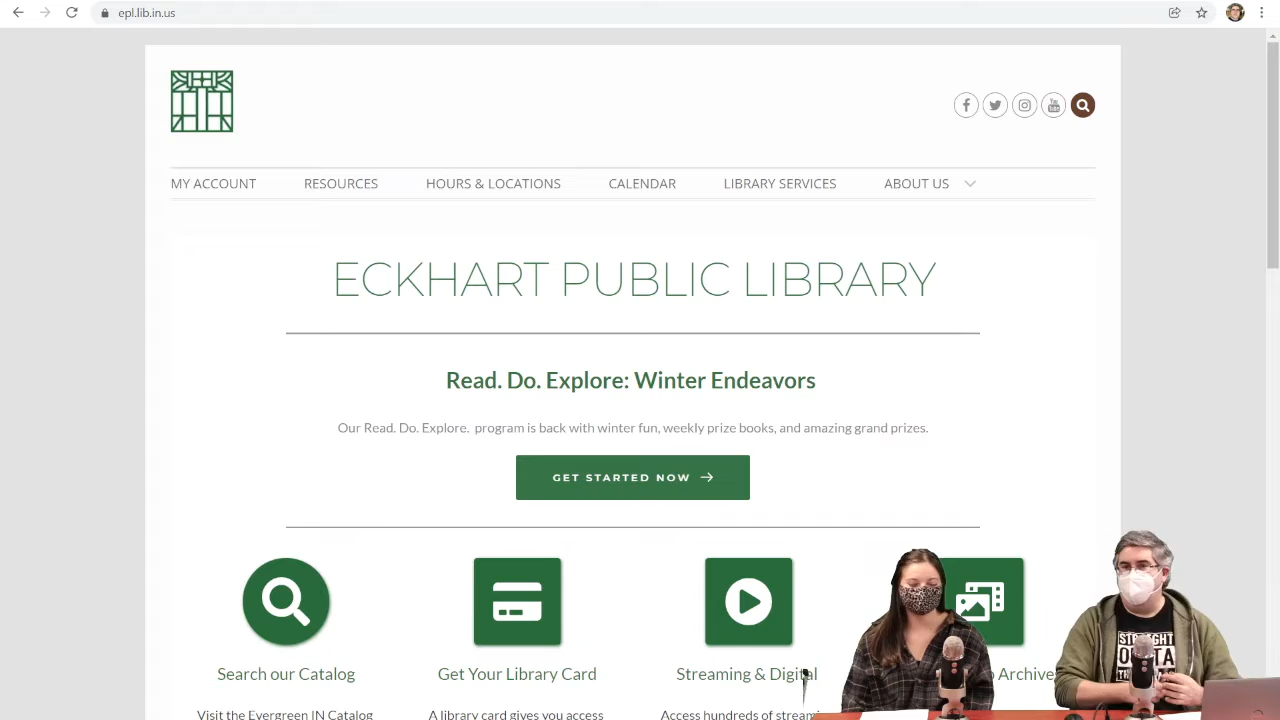 epl.lib.in.us
MY ACCOUNT RESOURCES HOURS & LOCATIONS CALENDAR LIBRARY SERVICES ABOUT US
ECKHART PUBLIC LIBRARY
Read. Do. Explore: Winter Endeavors
Our Read. Do. Explore. program is back with winter fun, weekly prize books, and amazing grand prizes.
GET STARTED NOW
Search our Catalog Get Your Library Card Streaming & Digital
Visit the Evergreen IN Catalog A library card gives you access Access hundreds of
STRAIGHT